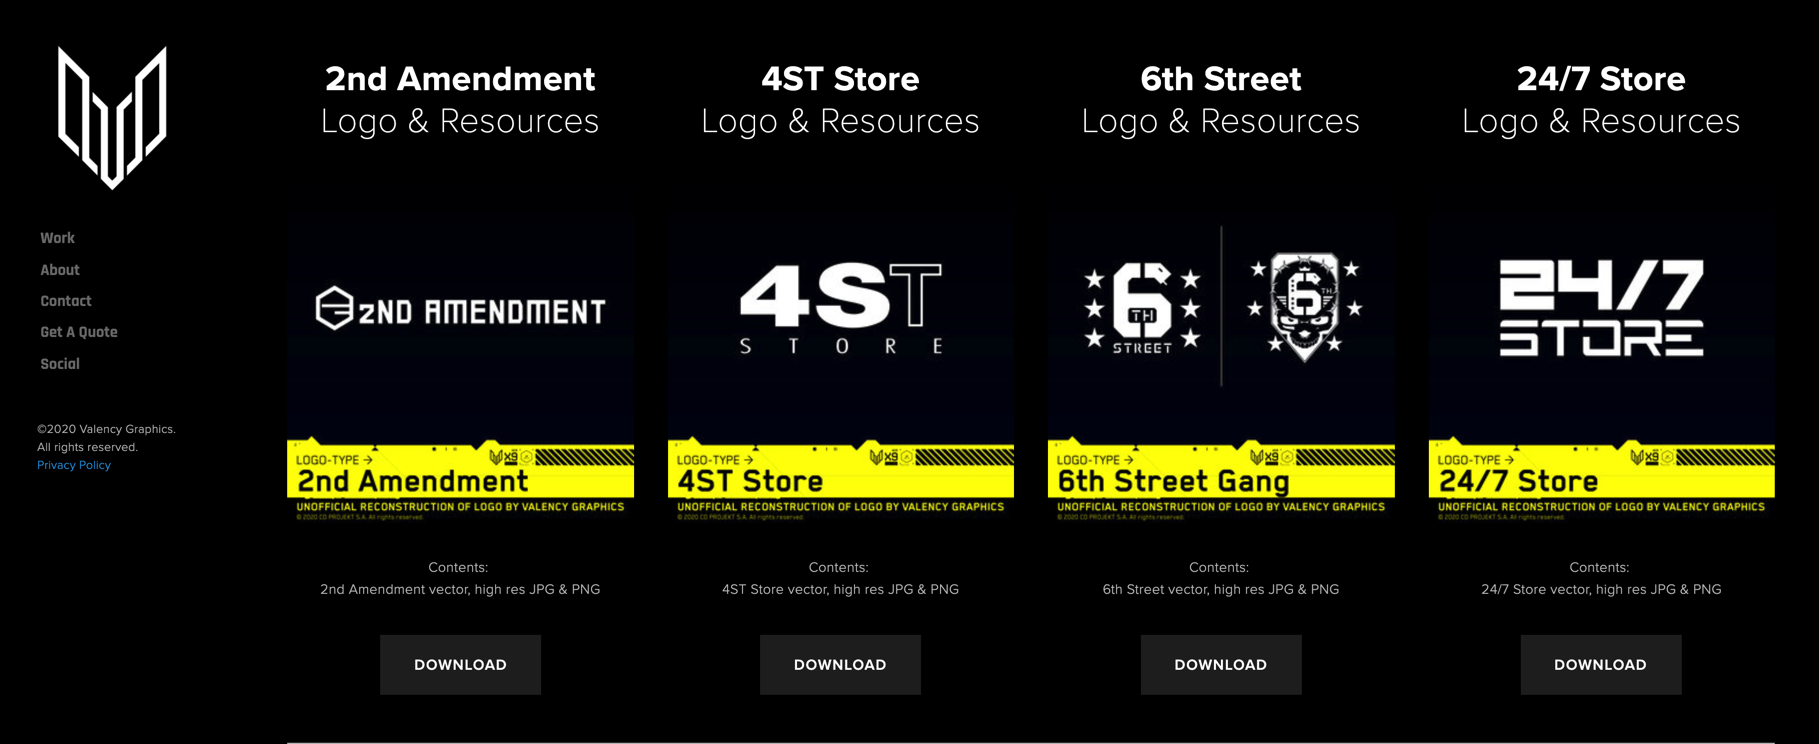 Work
About
Contact
Get A Quote
Social
©2020 Valency Graphics.
All rights reserved.
Privacy Policy
2nd Amendment
Logo & Resources
2ND AMENDMENT
LOGO-TYPE →
X9
2nd Amendment
UNOFFICIAL RECONSTRUCTION OF LOGO BY VALENCY GRAPHICS
© 2020 CD PROJEKT S.A. All rights reserved.
Contents:
2nd Amendment vector, high res JPG & PNG
DOWNLOAD
4ST Store
Logo & Resources
4ST
STORE
LOGO-TYPE →
X9
4ST Store
UNOFFICIAL RECONSTRUCTION OF LOGO BY VALENCY GRAPHICS
© 2020 CD PROJEKT S.A. All rights reserved.
Contents:
4ST Store vector, high res JPG & PNG
DOWNLOAD
6th Street
Logo & Resources
6
TH
STREET
6
TH
LOGO-TYPE →
X9
6th Street Gang
UNOFFICIAL RECONSTRUCTION OF LOGO BY VALENCY GRAPHICS
© 2020 CD PROJEKT S.A. All rights reserved.
Contents:
6th Street vector, high res JPG & PNG
DOWNLOAD
24/7 Store
Logo & Resources
24/7
STORE
LOGO-TYPE →
X9
24/7 Store
UNOFFICIAL RECONSTRUCTION OF LOGO BY VALENCY GRAPHICS
© 2020 CD PROJEKT S.A. All rights reserved.
Contents:
24/7 Store vector, high res JPG & PNG
DOWNLOAD